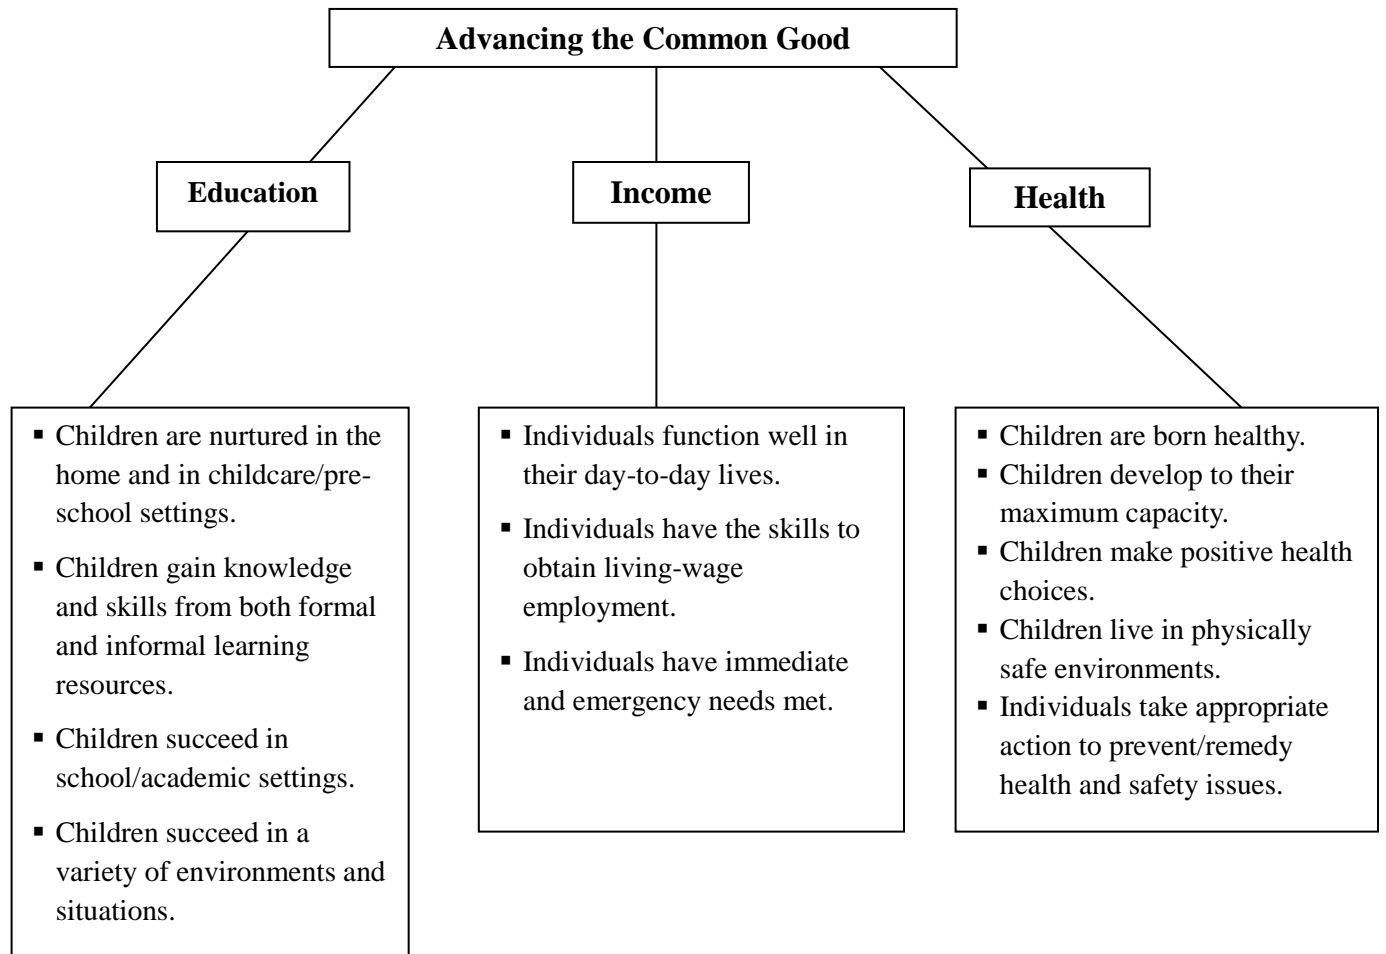 Advancing the Common Good
Education
Income
Health
▪ Children are nurtured in the
home and in childcare/pre-
school settings.
▪ Children gain knowledge
and skills from both formal
and informal learning
resources.
▪ Children succeed in
school/academic settings.
▪ Children succeed in a
variety of environments and
situations.
▪ Individuals function well in
their day-to-day lives.
▪ Individuals have the skills to
obtain living-wage
employment.
▪ Individuals have immediate
and emergency needs met.
▪ Children are born healthy.
▪ Children develop to their
maximum capacity.
▪ Children make positive health
choices.
▪ Children live in physically
safe environments.
▪ Individuals take appropriate
action to prevent/remedy
health and safety issues.